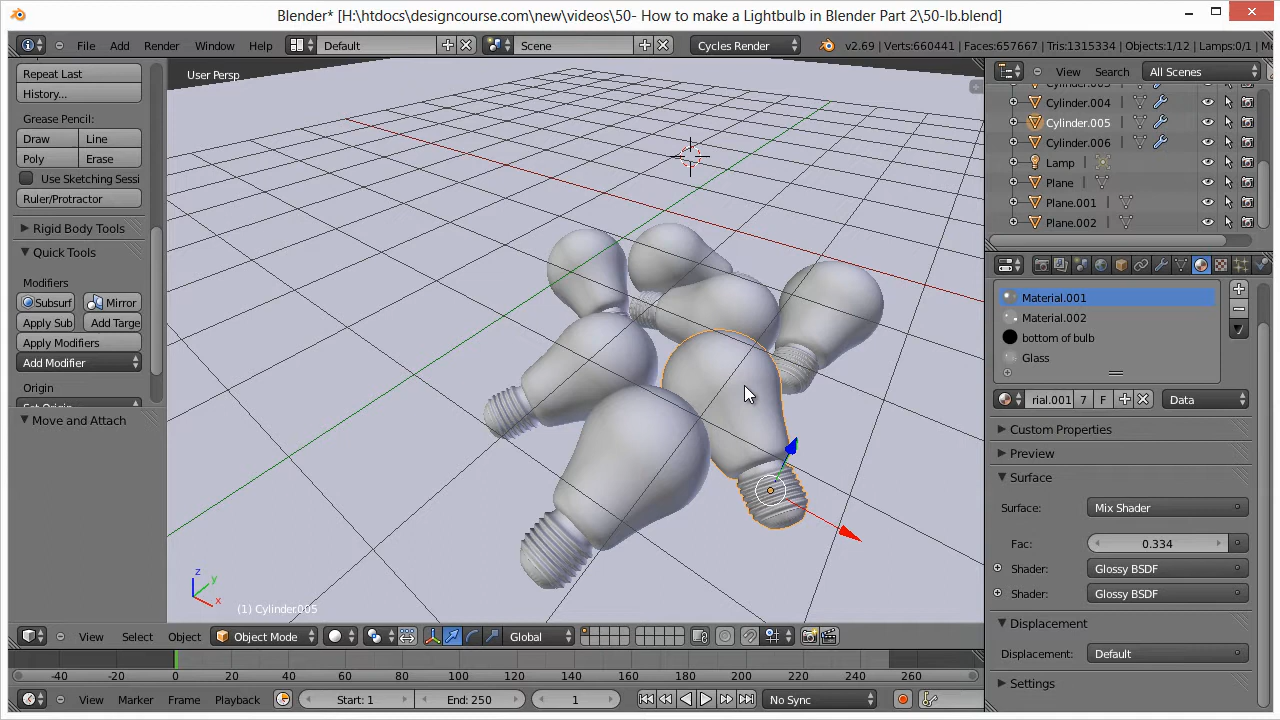 Blender* [H:\htdocs\designcourse.com\new\videos\50- How to make a Lightbulb in Blender Part 2\50-lb.blend]
File Add Render Window Help Default Scene Cycles Render v2.69 | Verts:660441 | Faces:657667 | Tris:1315334 | Objects:1/12 | Lamps:0/1 |
Repeat Last
History...
Grease Pencil:
Draw Line
Poly Erase
Use Sketching Sessi
Ruler/Protractor
Rigid Body Tools
Quick Tools
Modifiers
Subsurf Mirror
Apply Sub Add Targe
Apply Modifiers
Add Modifier
Origin
Move and Attach
User Persp
z
y
x
(1) Cylinder.005
View Search All Scenes
Cylinder.004
Cylinder.005
Cylinder.006
Lamp
Plane
Plane.001
Plane.002
Material.001
Material.002
bottom of bulb
Glass
rial.001 7 F Data
Custom Properties
Preview
Surface
Surface: Mix Shader
Fac: 0.334
Shader: Glossy BSDF
Shader: Glossy BSDF
Displacement
Displacement: Default
Settings
View Select Object Object Mode Global
-40 -20 0 20 40 60 80 100 120 140 160 180 200 220 240 260
View Marker Frame Playback Start: 1 End: 250 1 No Sync